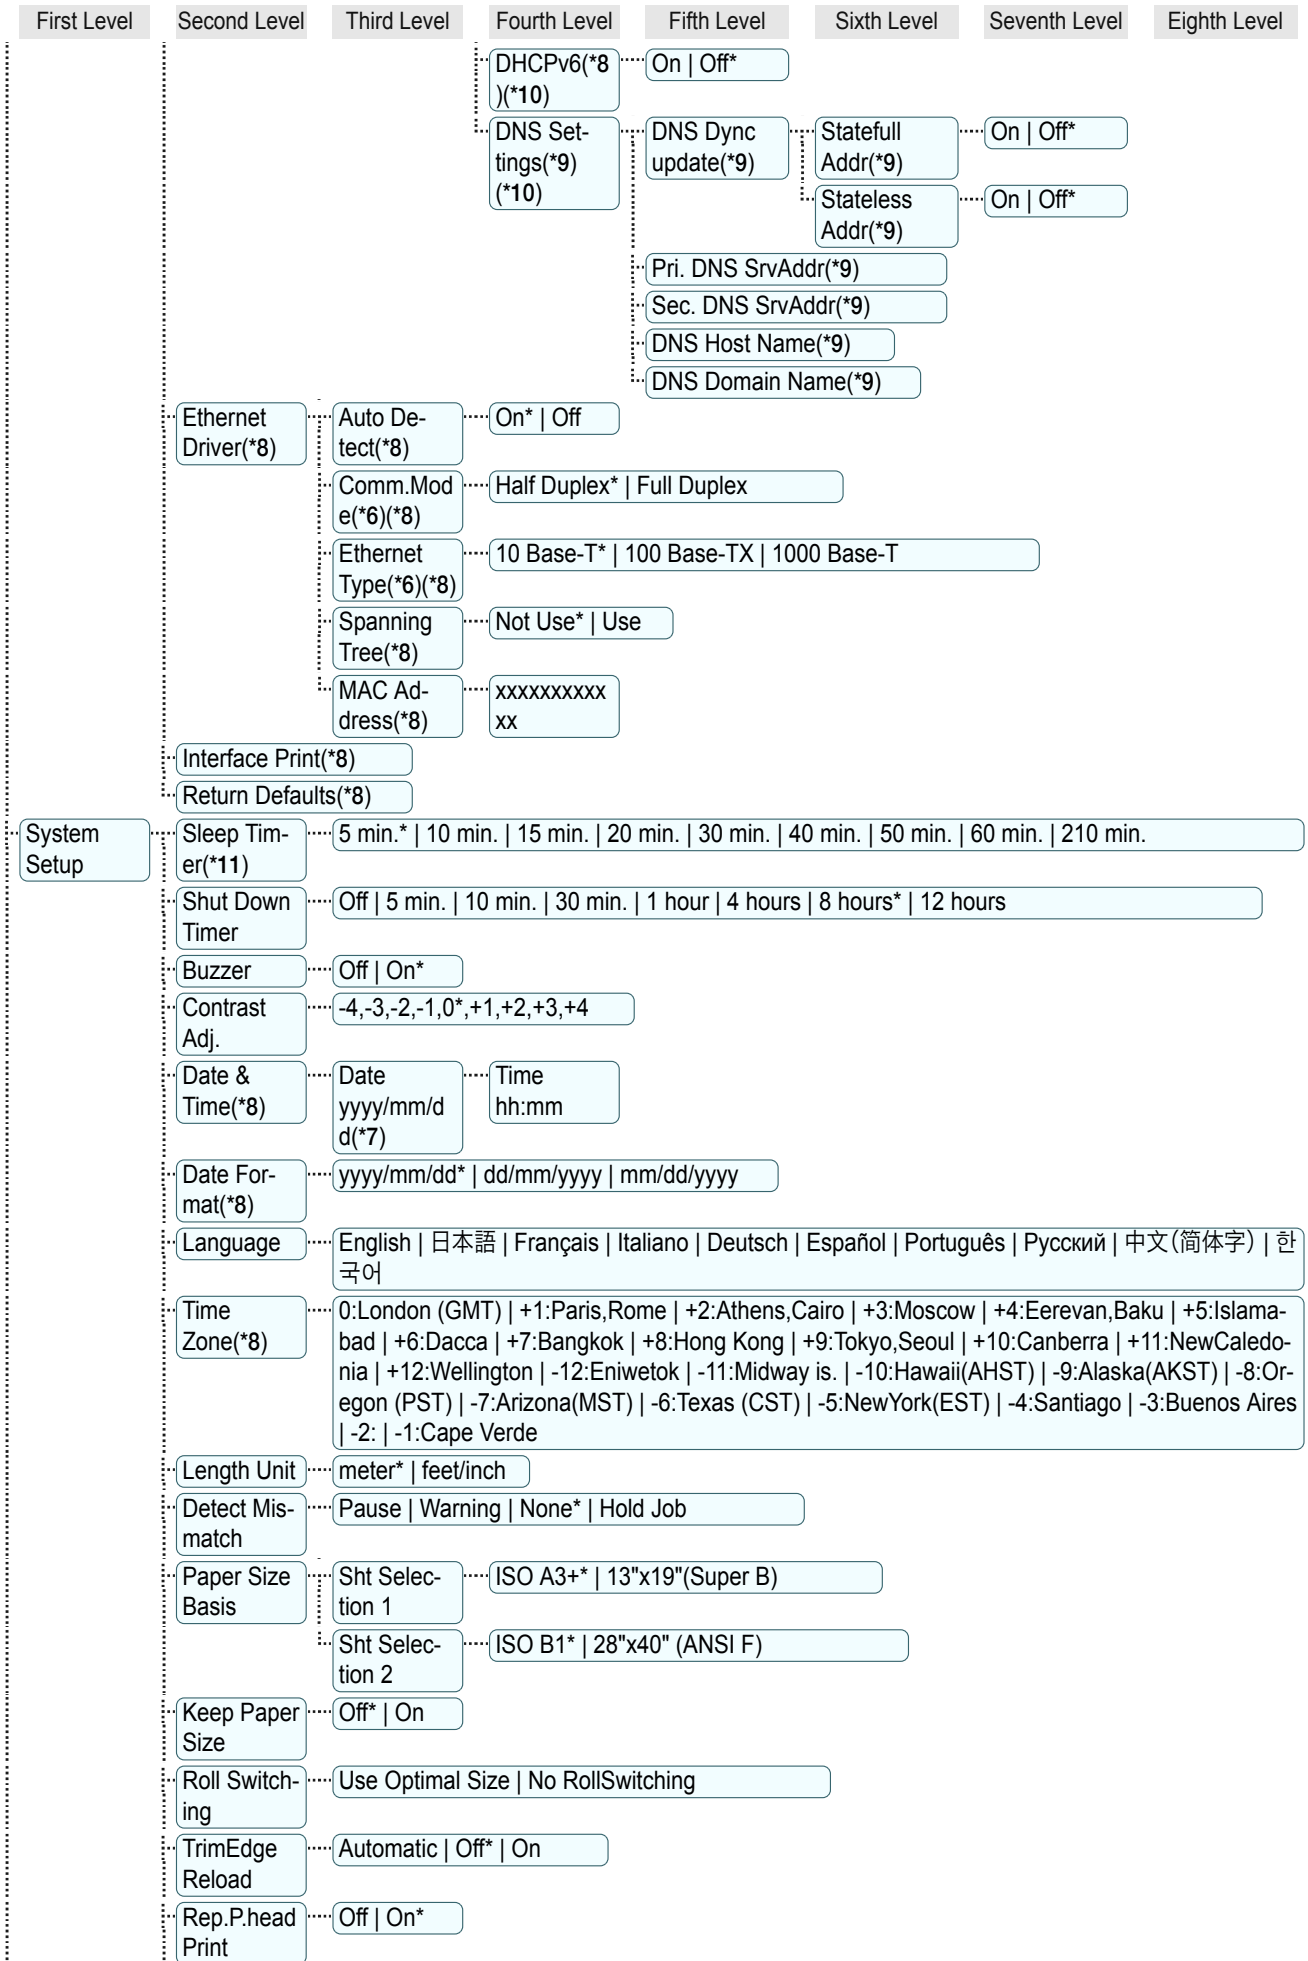 First Level Second Level Third Level Fourth Level Fifth Level Sixth Level Seventh Level Eighth Level
DHCPv6(*8
)(*10)
On | Off*
DNS Set-
tings(*9)
(*10)
DNS Dync
update(*9)
Statefull
Addr(*9)
On | Off*
Stateless
Addr(*9)
On | Off*
Pri. DNS SrvAddr(*9)
Sec. DNS SrvAddr(*9)
DNS Host Name(*9)
DNS Domain Name(*9)
Ethernet
Driver(*8)
Auto De-
tect(*8)
On* | Off
Comm.Mod
e(*6)(*8)
Half Duplex* | Full Duplex
Ethernet
Type(*6)(*8)
10 Base-T* | 100 Base-TX | 1000 Base-T
Spanning
Tree(*8)
Not Use* | Use
MAC Ad-
dress(*8)
xxxxxxxxxx
xx
Interface Print(*8)
Return Defaults(*8)
System
Setup
Sleep Tim-
er(*11)
5 min.* | 10 min. | 15 min. | 20 min. | 30 min. | 40 min. | 50 min. | 60 min. | 210 min.
Shut Down
Timer
Off | 5 min. | 10 min. | 30 min. | 1 hour | 4 hours | 8 hours* | 12 hours
Buzzer
Off | On*
Contrast
Adj.
-4,-3,-2,-1,0*,+1,+2,+3,+4
Date &
Time(*8)
Date
yyyy/mm/d
d(*7)
Time
hh:mm
Date For-
mat(*8)
yyyy/mm/dd* | dd/mm/yyyy | mm/dd/yyyy
Language
English | 日本語 | Français | Italiano | Deutsch | Español | Português | Русский | 中文（简体字） | 한
국어
Time
Zone(*8)
0:London (GMT) | +1:Paris,Rome | +2:Athens,Cairo | +3:Moscow | +4:Eerevan,Baku | +5:Islama-
bad | +6:Dacca | +7:Bangkok | +8:Hong Kong | +9:Tokyo,Seoul | +10:Canberra | +11:NewCaledo-
nia | +12:Wellington | -12:Eniwetok | -11:Midway is. | -10:Hawaii(AHST) | -9:Alaska(AKST) | -8:Or-
egon (PST) | -7:Arizona(MST) | -6:Texas (CST) | -5:NewYork(EST) | -4:Santiago | -3:Buenos Aires
| -2: | -1:Cape Verde
Length Unit
meter* | feet/inch
Detect Mis-
match
Pause | Warning | None* | Hold Job
Paper Size
Basis
Sht Selec-
tion 1
ISO A3+* | 13"x19"(Super B)
Sht Selec-
tion 2
ISO B1* | 28"x40" (ANSI F)
Keep Paper
Size
Off* | On
Roll Switch-
ing
Use Optimal Size | No RollSwitching
TrimEdge
Reload
Automatic | Off* | On
Rep.P.head
Print
Off | On*